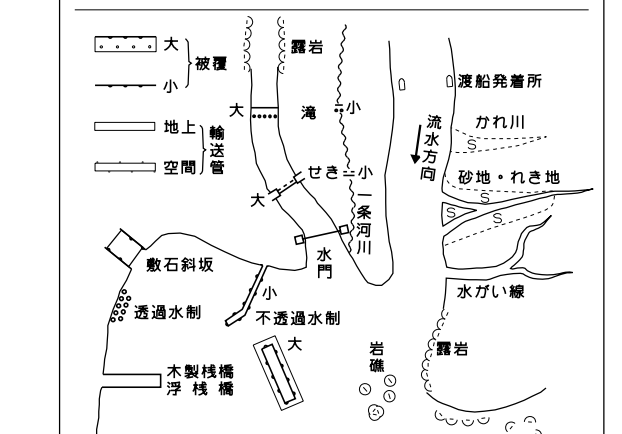 大
小
被覆
地上
空間
輸送管
露岩
大
滝
小
せき
小
大
一条河川
水門
渡船発着所
流水方向
かれ川
S
砂地・れき地
S
S
S
水がい線
敷石斜坂
透過水制
小
不透過水制
大
木製桟橋
浮桟橋
岩礁
露岩